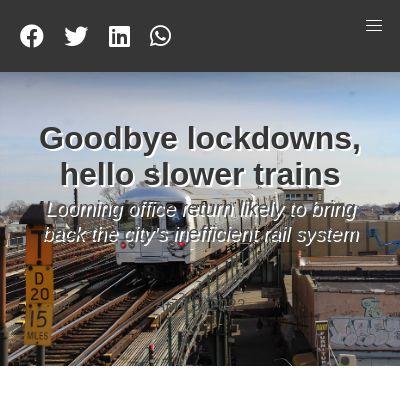 Goodbye lockdowns,
hello slower trains
Looming office return likely to bring
back the city's inefficient rail system
D
20
15
MILES